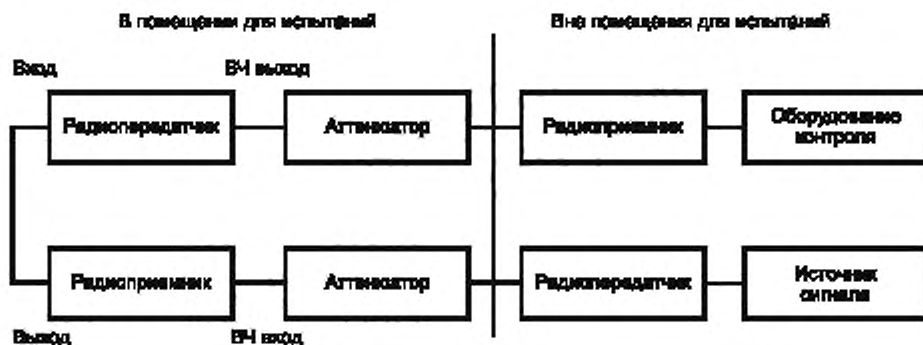 В помещении для испытаний
Вне помещения для испытаний
Вход
ВЧ выход
Радиопередатчик
Аттенюатор
Радиоприемник
Оборудование
контроля
Радиоприемник
Аттенюатор
Радиопередатчик
Источник
сигнала
Выход
ВЧ вход